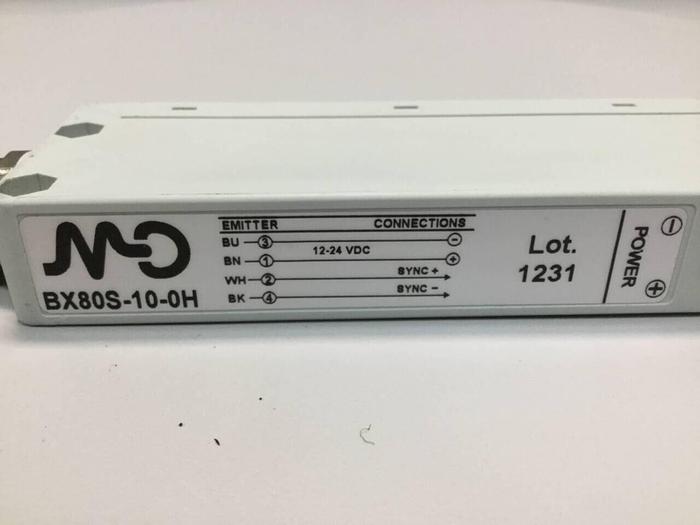 MD
BX80S-10-0H
EMITTER CONNECTIONS
BU 3 12-24 VDC −
BN 1 +
WH 2 SYNC +
BK 4 SYNC −
Lot.
1231
− POWER +